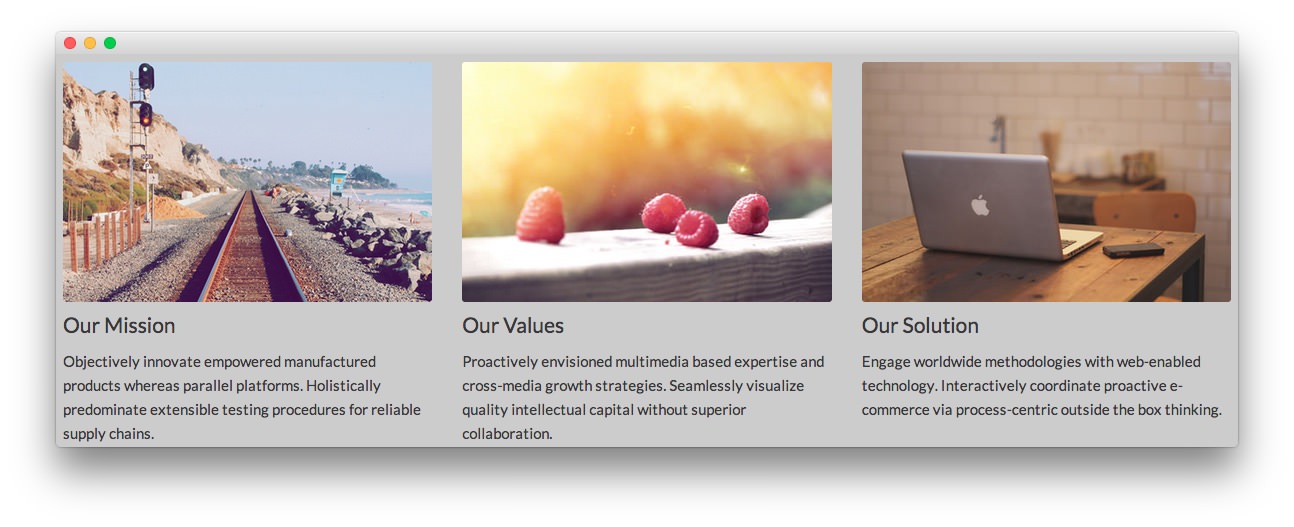 Our Mission
Objectively innovate empowered manufactured
products whereas parallel platforms. Holistically
predominate extensible testing procedures for reliable
supply chains.
Our Values
Proactively envisioned multimedia based expertise and
cross-media growth strategies. Seamlessly visualize
quality intellectual capital without superior
collaboration.
Our Solution
Engage worldwide methodologies with web-enabled
technology. Interactively coordinate proactive e-
commerce via process-centric outside the box thinking.